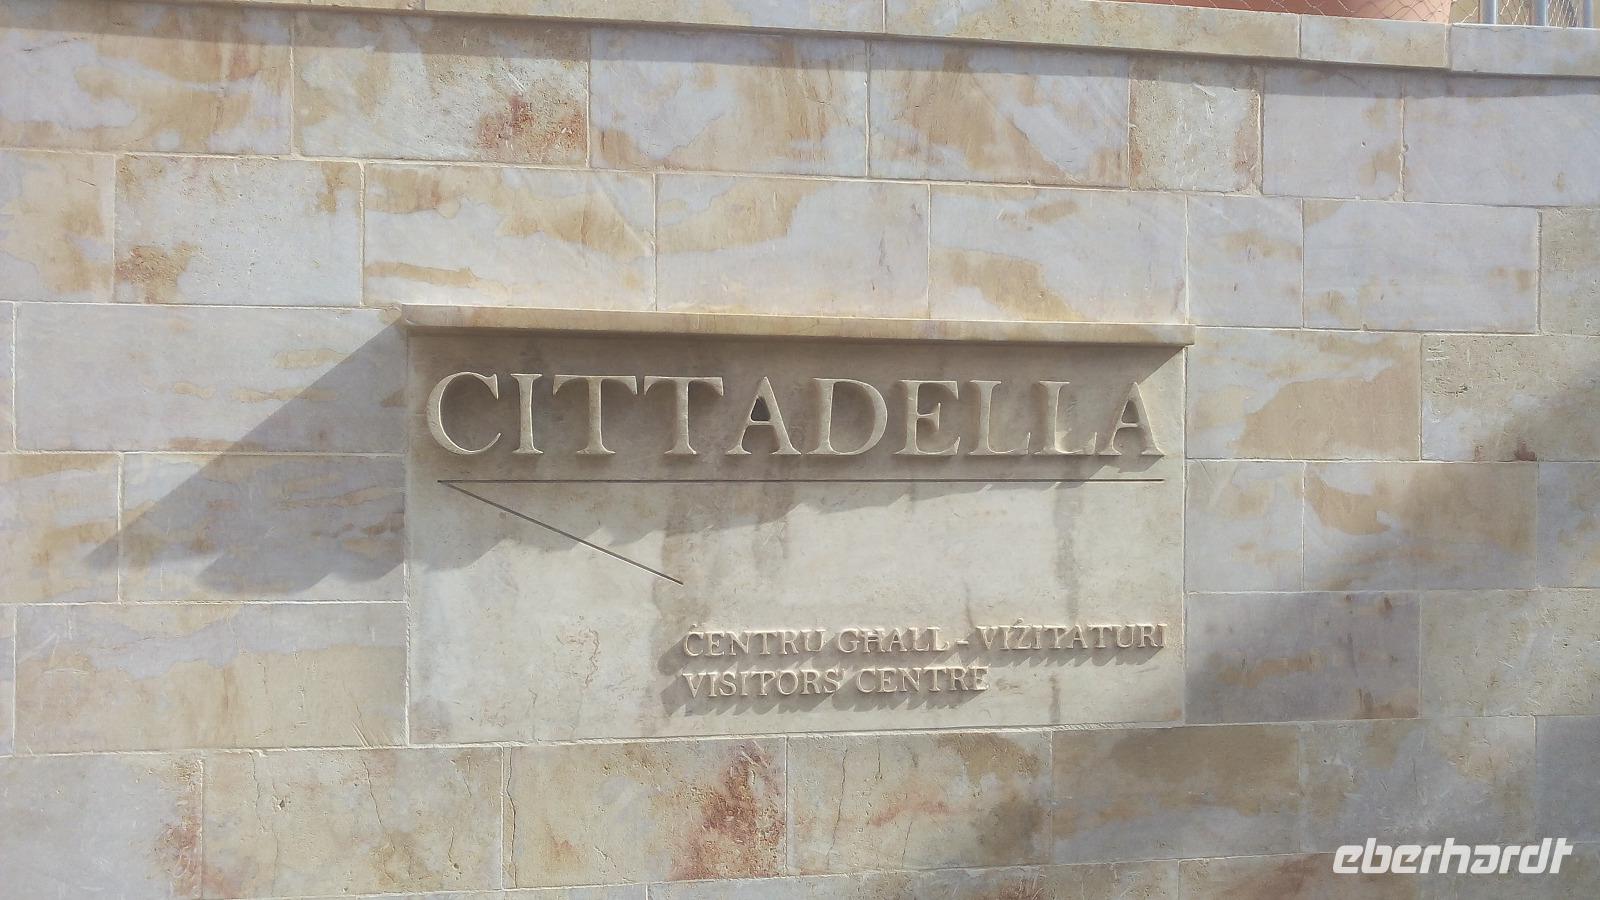 CITTADELLA
ĊENTRU GĦALL-VIŻITATURI
VISITORS' CENTRE
eberhardt